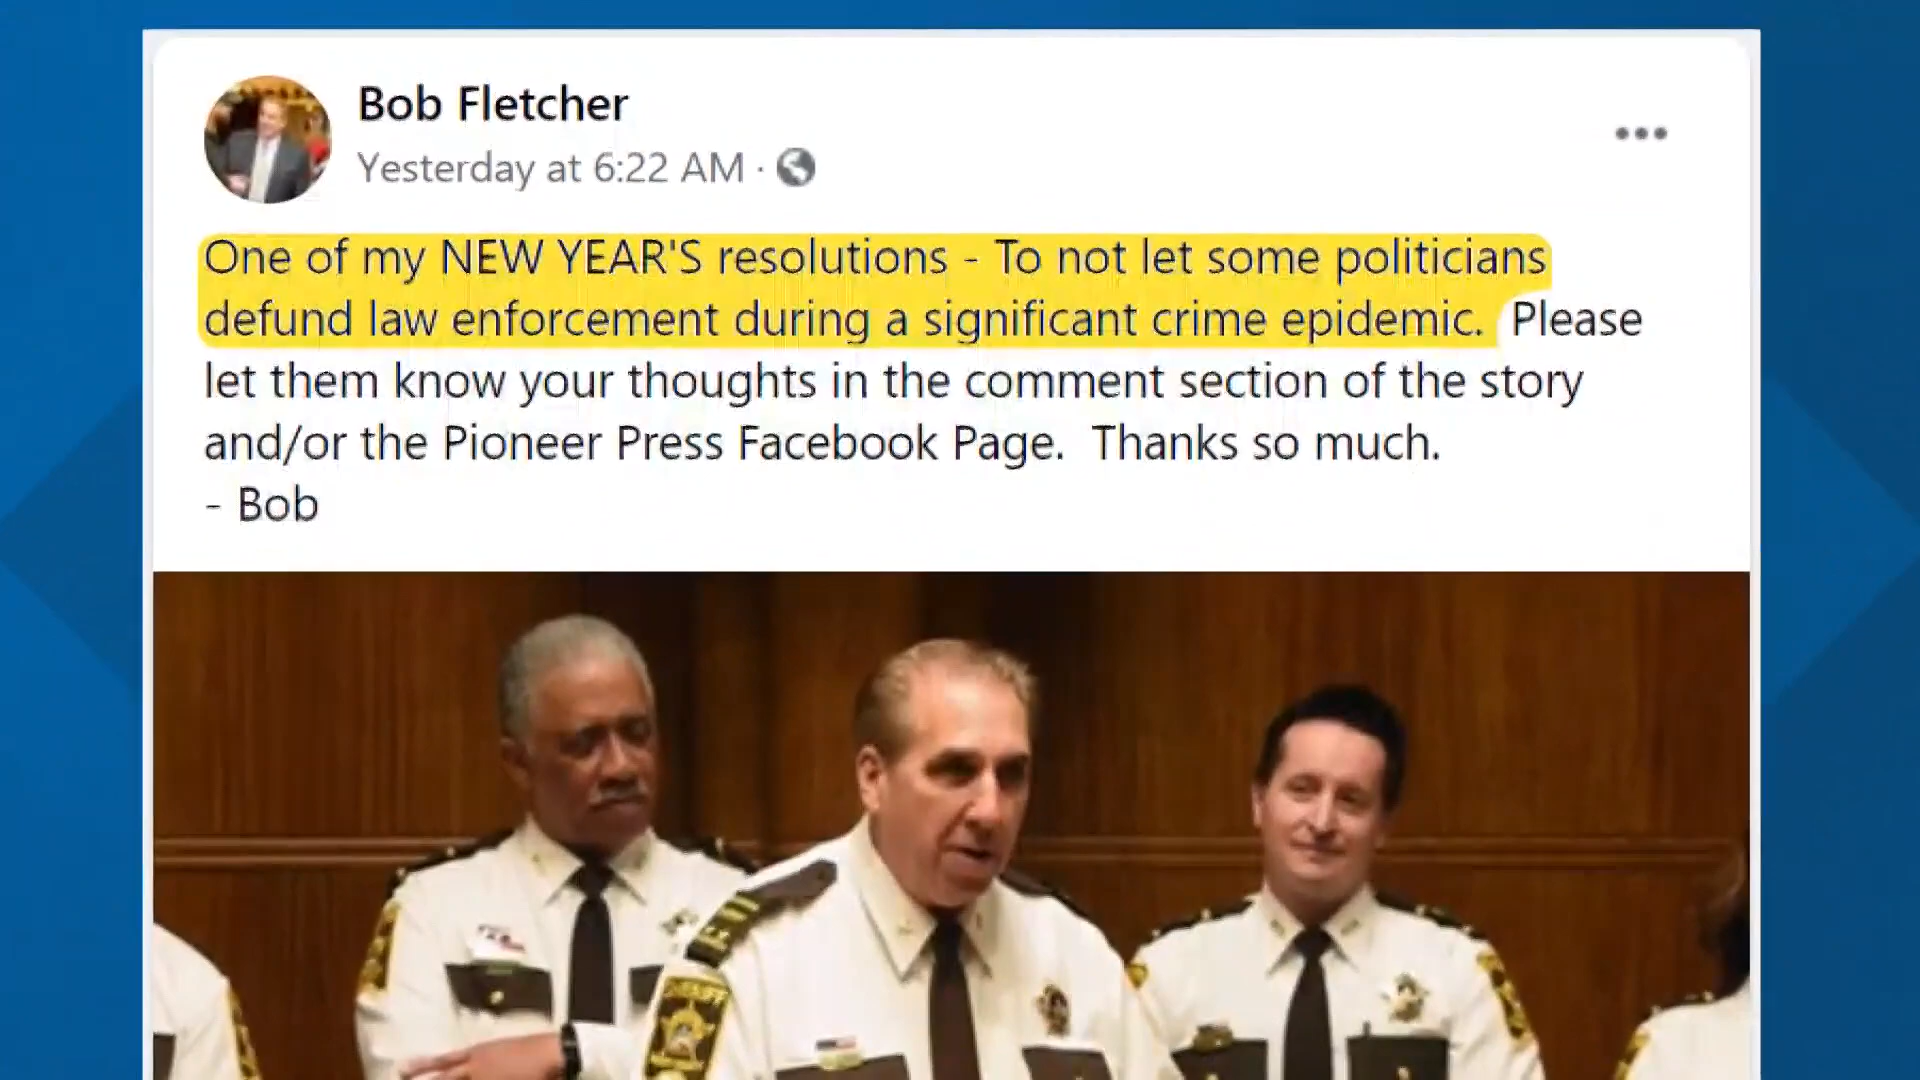 Bob Fletcher
Yesterday at 6:22 AM ·
One of my NEW YEAR'S resolutions - To not let some politicians
defund law enforcement during a significant crime epidemic. Please
let them know your thoughts in the comment section of the story
and/or the Pioneer Press Facebook Page. Thanks so much.
- Bob
SHERIFF